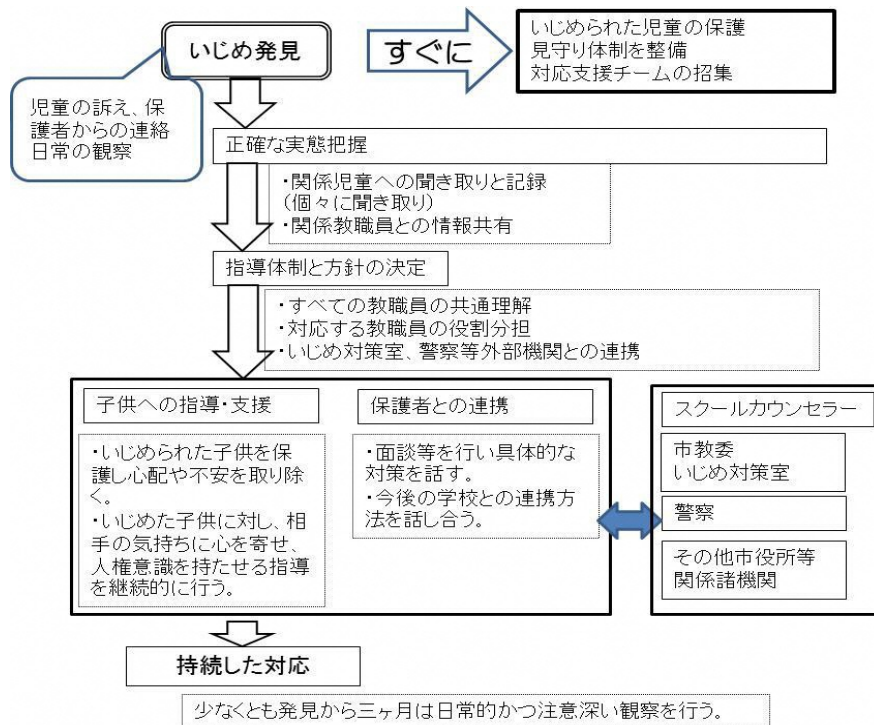 いじめ発見
すぐに
いじめられた児童の保護
見守り体制を整備
対応支援チームの招集
児童の訴え、保
護者からの連絡
日常の観察
正確な実態把握
・関係児童への聞き取りと記録
(個々に聞き取り)
・関係教職員との情報共有
指導体制と方針の決定
・すべての教職員の共通理解
・対応する教職員の役割分担
・いじめ対策室、警察等外部機関との連携
子供への指導・支援
・いじめられた子供を保
護し心配や不安を取り除
く。
・いじめた子供に対し、相
手の気持ちに心を寄せ、
人権意識を持たせる指導
を継続的に行う。
保護者との連携
・面談等を行い具体的な
対策を話す。
・今後の学校との連携方
法を話し合う。
スクールカウンセラー
市教委
いじめ対策室
警察
その他市役所等
関係諸機関
持続した対応
少なくとも発見から三ヶ月は日常的かつ注意深い観察を行う。